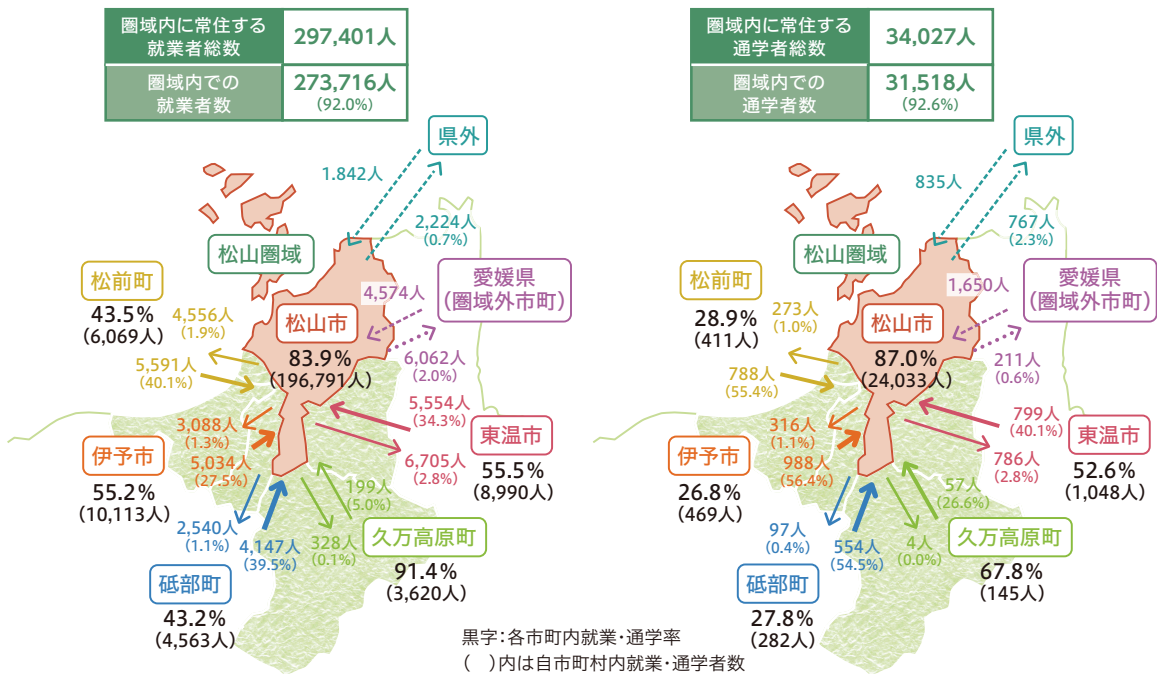 圏域内に常住する
就業者総数
297,401人
圏域内での
就業者数
273,716人
(92.0%)
県外
1.842人
2,224人
(0.7%)
松山圏域
愛媛県
(圏域外市町)
4,574人
松前町
43.5%
(6,069人)
4,556人
(1.9%)
松山市
83.9%
(196,791人)
6,062人
(2.0%)
5,591人
(40.1%)
5,554人
(34.3%)
3,088人
(1.3%)
東温市
伊予市
5,034人
(27.5%)
6,705人
(2.8%)
55.5%
(8,990人)
55.2%
(10,113人)
199人
(5.0%)
2,540人
(1.1%)
4,147人
(39.5%)
328人
(0.1%)
久万高原町
91.4%
(3,620人)
砥部町
43.2%
(4,563人)
圏域内に常住する
通学者総数
34,027人
圏域内での
通学者数
31,518人
(92.6%)
県外
835人
767人
(2.3%)
松山圏域
愛媛県
(圏域外市町)
1,650人
松前町
28.9%
(411人)
273人
(1.0%)
松山市
87.0%
(24,033人)
211人
(0.6%)
788人
(55.4%)
799人
(40.1%)
316人
(1.1%)
東温市
伊予市
988人
(56.4%)
786人
(2.8%)
52.6%
(1,048人)
26.8%
(469人)
57人
(26.6%)
97人
(0.4%)
554人
(54.5%)
4人
(0.0%)
久万高原町
67.8%
(145人)
砥部町
27.8%
(282人)
黒字：各市町内就業・通学率
(　)内は自市町村内就業・通学者数